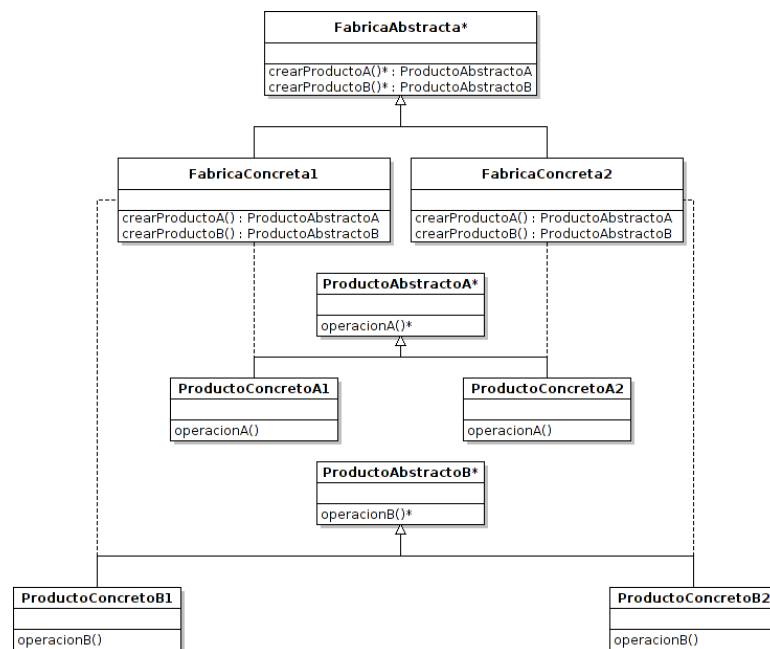 FabricaAbstracta*
crearProductoA()* : ProductoAbstractoA
crearProductoB()* : ProductoAbstractoB
FabricaConcreta1
crearProductoA() : ProductoAbstractoA
crearProductoB() : ProductoAbstractoB
FabricaConcreta2
crearProductoA() : ProductoAbstractoA
crearProductoB() : ProductoAbstractoB
ProductoAbstractoA*
operacionA()*
ProductoConcretoA1
operacionA()
ProductoConcretoA2
operacionA()
ProductoAbstractoB*
operacionB()*
ProductoConcretoB1
operacionB()
ProductoConcretoB2
operacionB()